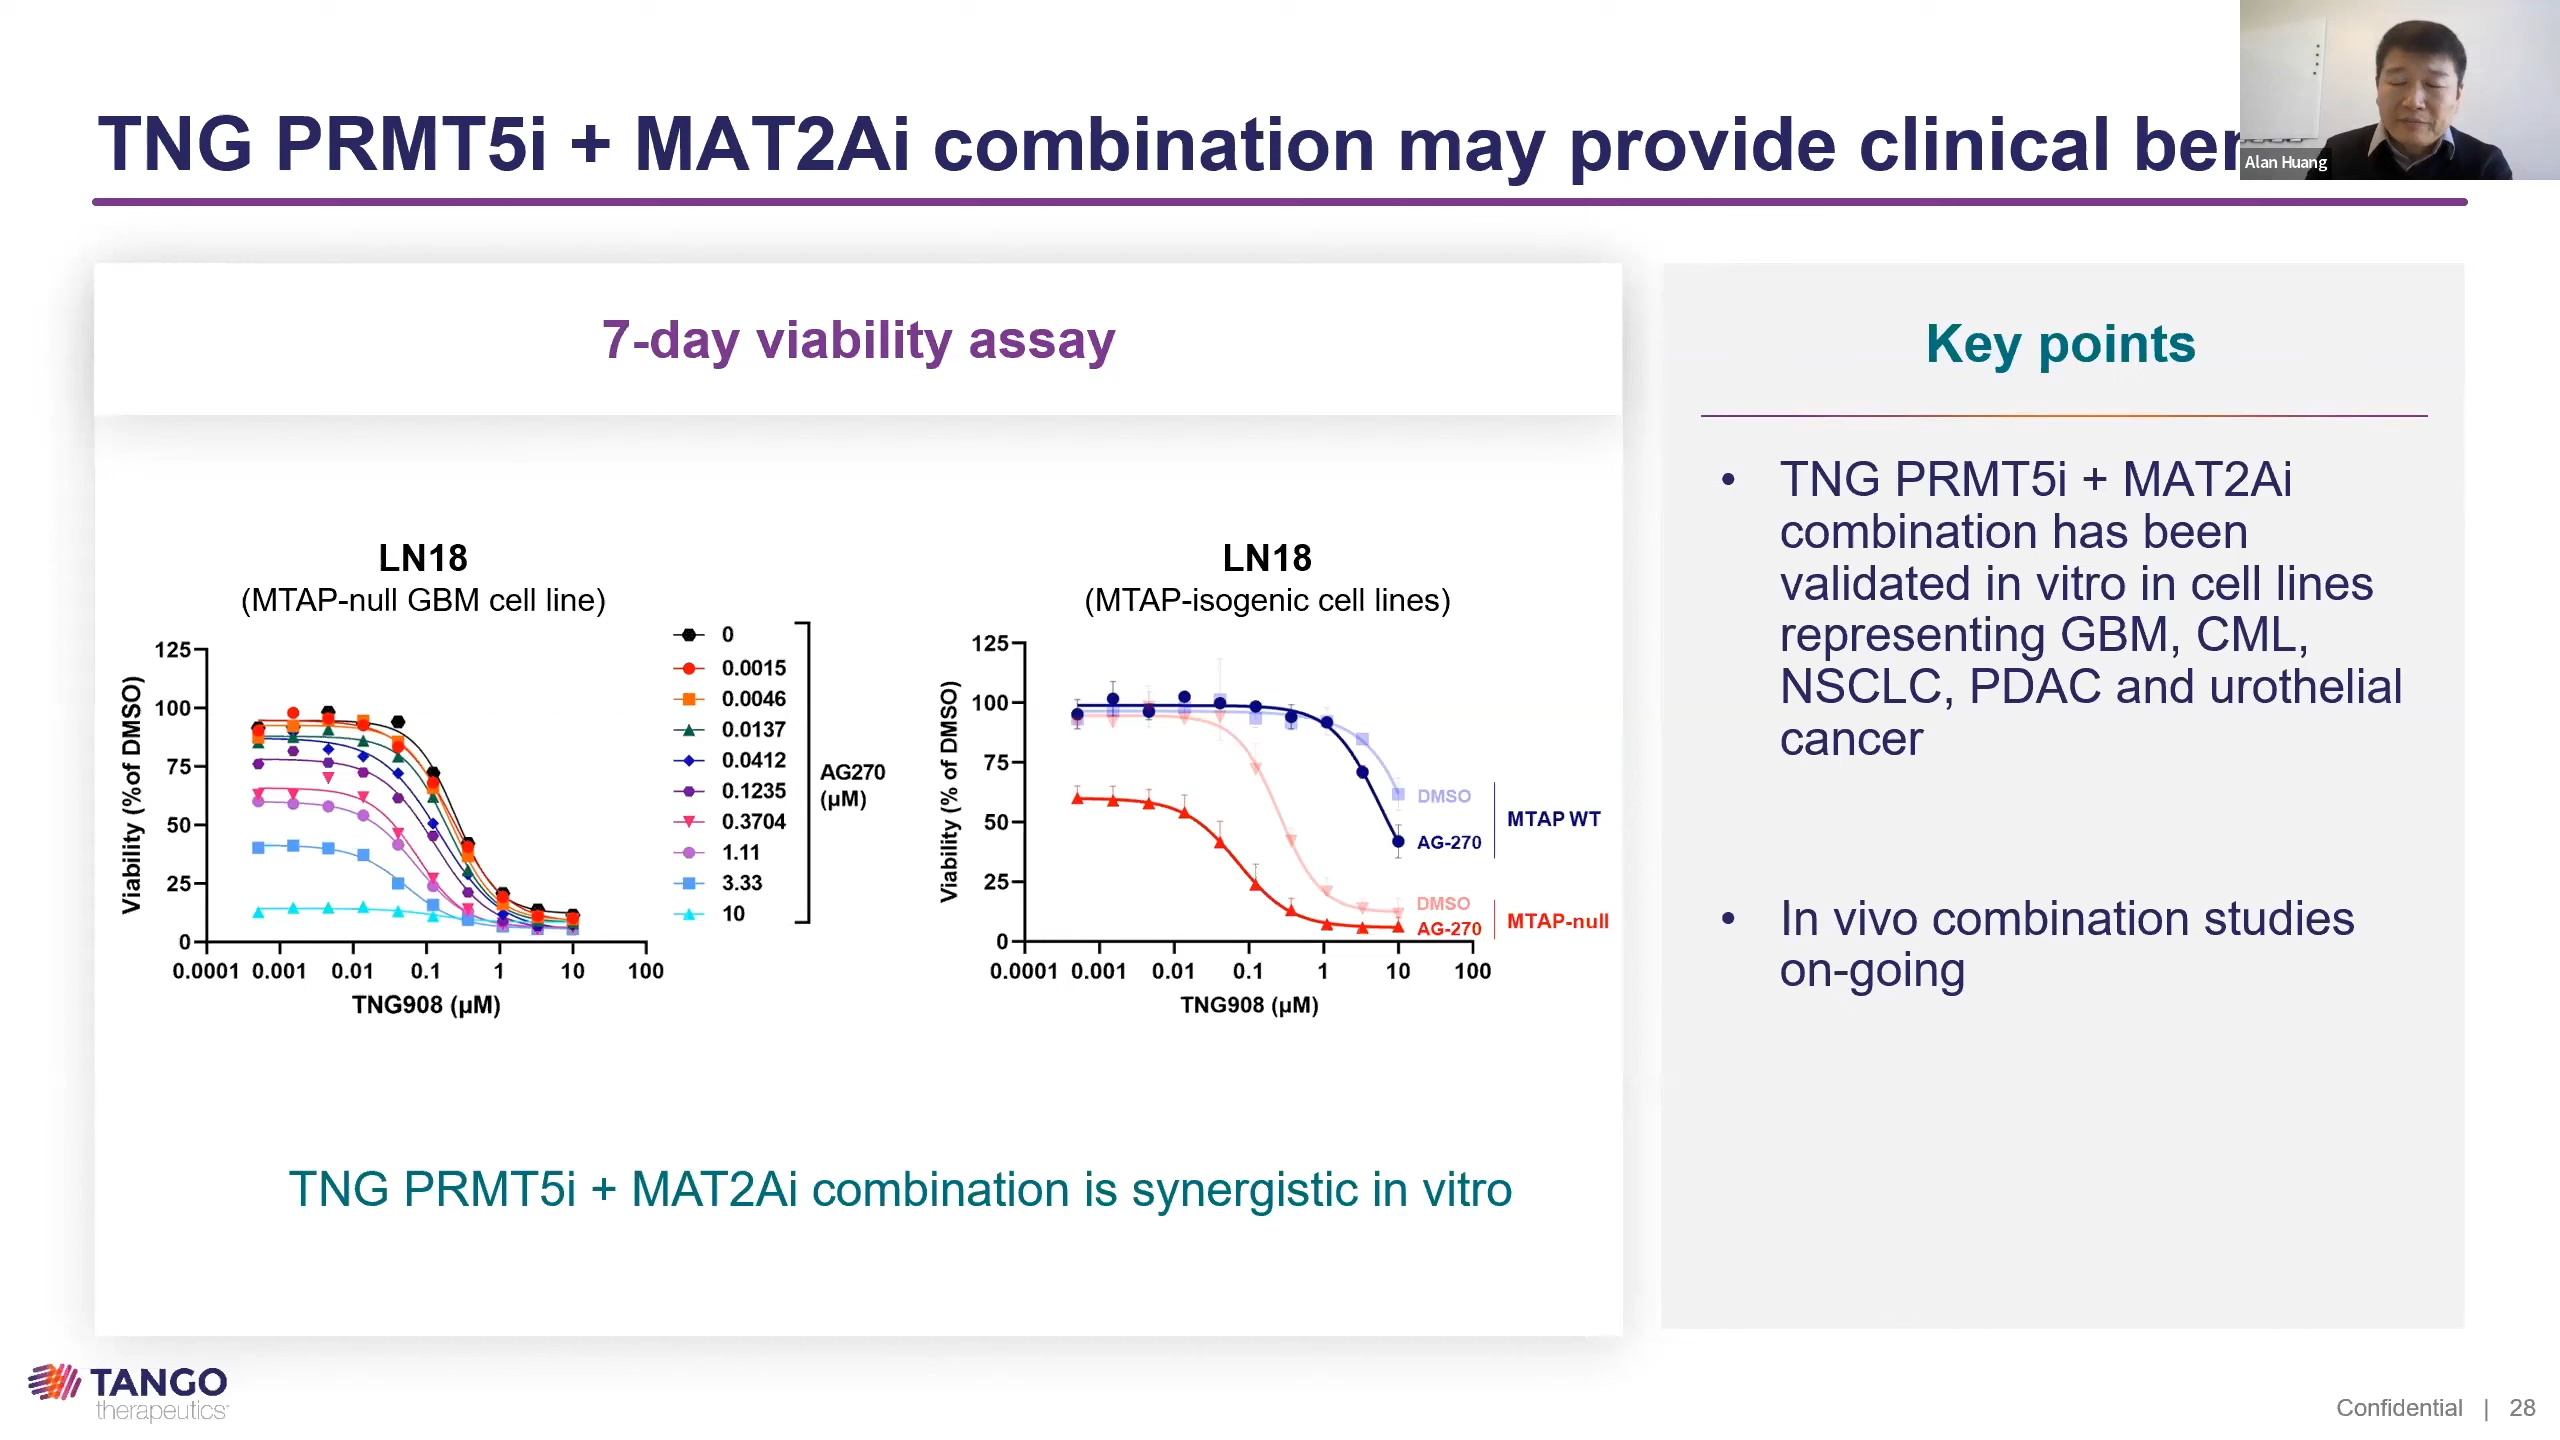 TNG PRMT5i + MAT2Ai combination may provide clinical
Alan Huang
7-day viability assay
LN18
(MTAP-null GBM cell line)
125
100
75
50
25
0
Viability (%of DMSO)
0.0001 0.001 0.01 0.1 1 10 100
TNG908 (µM)
0
0.0015
0.0046
0.0137
0.0412
0.1235
0.3704
1.11
3.33
10
AG270
(µM)
LN18
(MTAP-isogenic cell lines)
125
100
75
50
25
0
Viability (% of DMSO)
0.0001 0.001 0.01 0.1 1 10 100
TNG908 (µM)
DMSO
AG-270
MTAP WT
DMSO
AG-270
MTAP-null
TNG PRMT5i + MAT2Ai combination is synergistic in vitro
Key points
• TNG PRMT5i + MAT2Ai
combination has been
validated in vitro in cell lines
representing GBM, CML,
NSCLC, PDAC and urothelial
cancer
• In vivo combination studies
on-going
TANGO
therapeutics
Confidential | 28